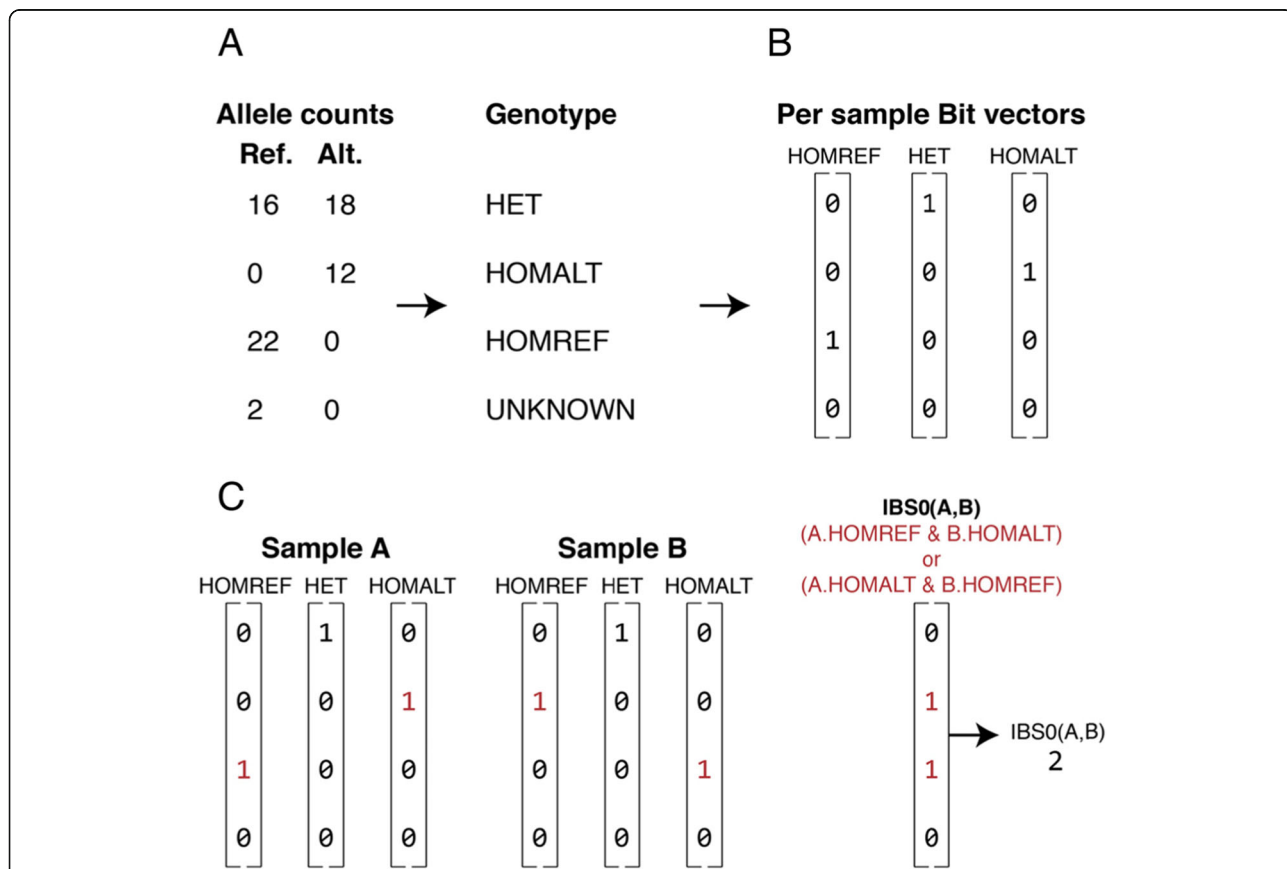 A
Allele counts Genotype
Ref. Alt.
16 18 HET
0 12 HOMALT
22 0 HOMREF
2 0 UNKNOWN
B
Per sample Bit vectors
HOMREF HET HOMALT
0 1 0
0 0 1
1 0 0
0 0 0
C
Sample A
HOMREF HET HOMALT
0 1 0
0 0 1
1 0 0
0 0 0
Sample B
HOMREF HET HOMALT
0 1 0
1 0 0
0 0 1
0 0 0
IBS0(A,B)
(A.HOMREF & B.HOMALT)
or
(A.HOMALT & B.HOMREF)
0
1
1
0
IBS0(A,B)
2